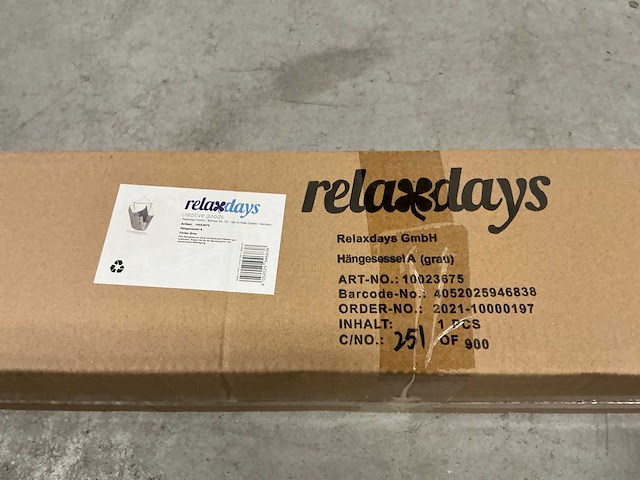 relaxdays
creative goods
Hängesessel A
relaxdays
Relaxdays GmbH
Hängesessel A (grau)
ART-NO.: 10023675
Barcode-No.: 4052025946838
ORDER-NO.: 2021-10000197
INHALT: 1 PCS
C/NO.: 251 OF 900